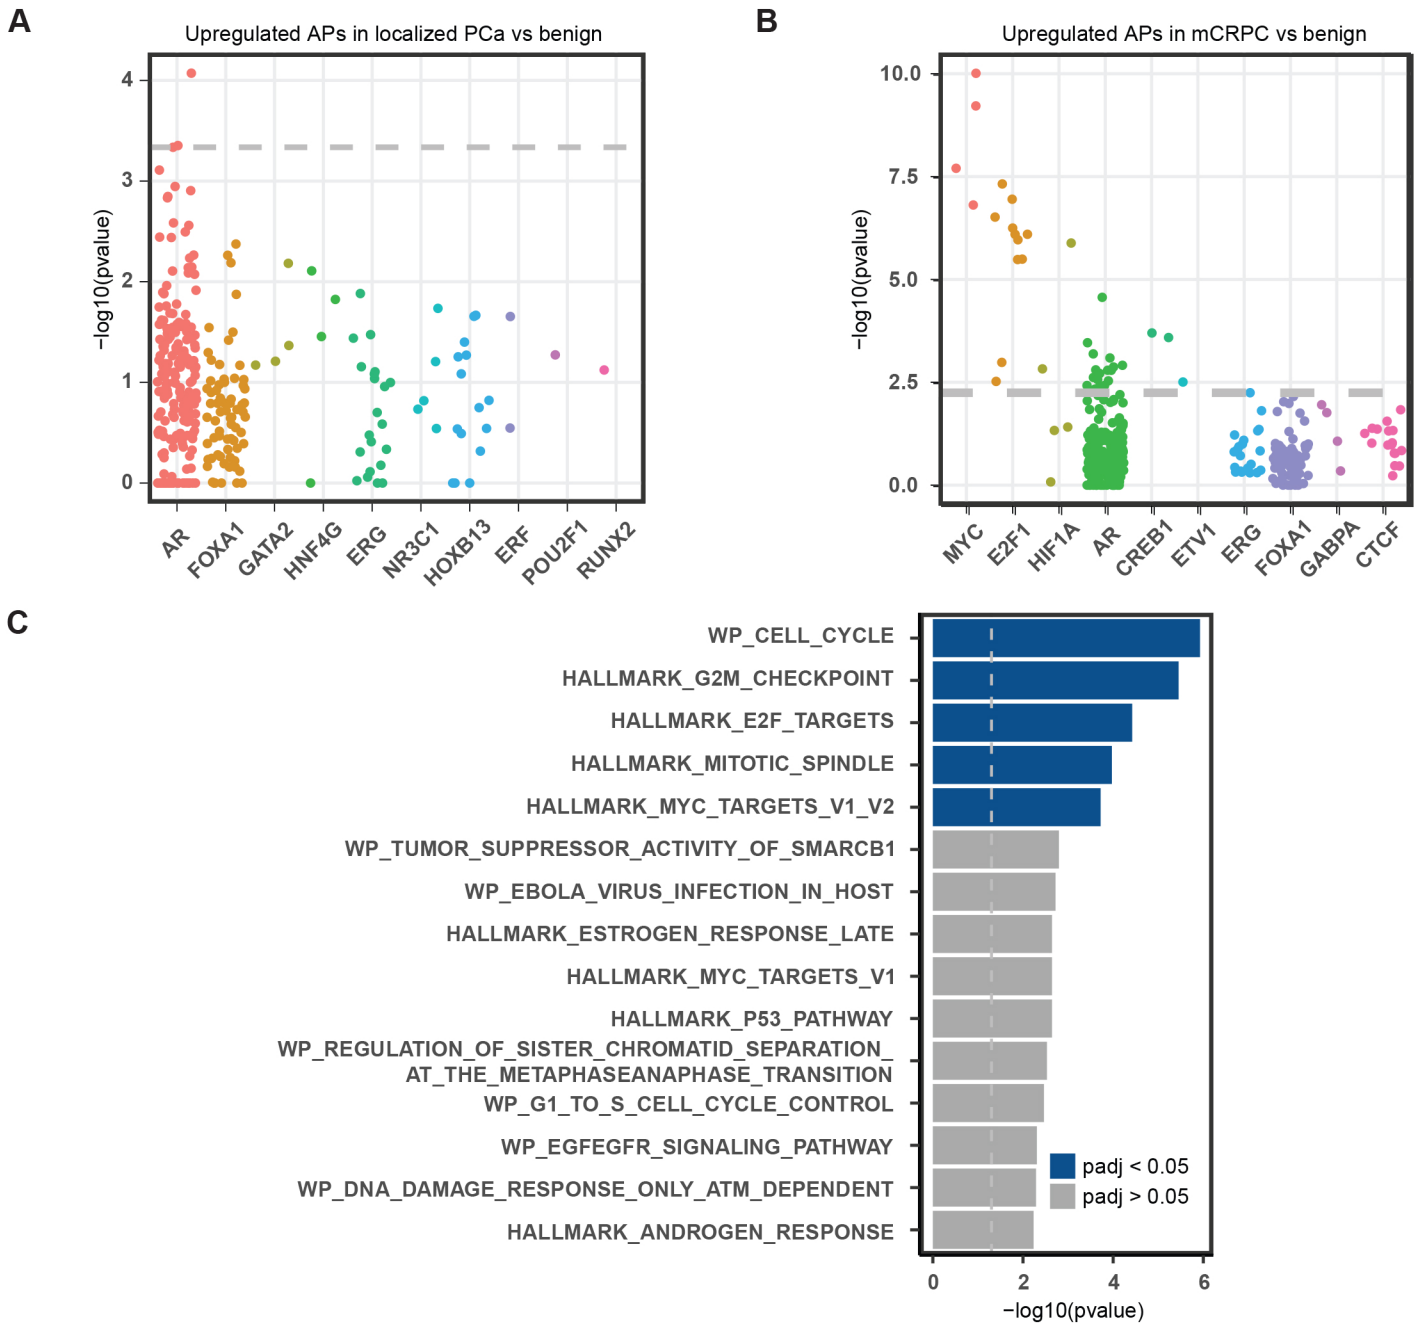 A
Upregulated APs in localized PCa vs benign
4
3
2
1
0
−log10(pvalue)
AR
FOXA1
GATA2
HNF4G
ERG
NR3C1
HOXB13
ERF
POU2F1
RUNX2
B
Upregulated APs in mCRPC vs benign
10.0
7.5
5.0
2.5
0.0
−log10(pvalue)
MYC
E2F1
HIF1A
AR
CREB1
ETV1
ERG
FOXA1
GABPA
CTCF
C
WP_CELL_CYCLE
HALLMARK_G2M_CHECKPOINT
HALLMARK_E2F_TARGETS
HALLMARK_MITOTIC_SPINDLE
HALLMARK_MYC_TARGETS_V1_V2
WP_TUMOR_SUPPRESSOR_ACTIVITY_OF_SMARCB1
WP_EBOLA_VIRUS_INFECTION_IN_HOST
HALLMARK_ESTROGEN_RESPONSE_LATE
HALLMARK_MYC_TARGETS_V1
HALLMARK_P53_PATHWAY
WP_REGULATION_OF_SISTER_CHROMATID_SEPARATION_
AT_THE_METAPHASEANAPHASE_TRANSITION
WP_G1_TO_S_CELL_CYCLE_CONTROL
WP_EGFEGFR_SIGNALING_PATHWAY
WP_DNA_DAMAGE_RESPONSE_ONLY_ATM_DEPENDENT
HALLMARK_ANDROGEN_RESPONSE
padj < 0.05
padj > 0.05
0
2
4
6
−log10(pvalue)